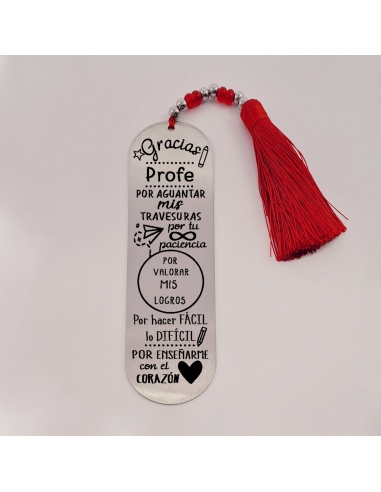 Gracias
Profe
POR AGUANTAR
mis
TRAVESURAS
por tu
paciencia
POR
VALORAR
MIS
LOGROS
Por hacer FÁCIL
lo DIFÍCIL
POR ENSEÑARME
con el
CORAZÓN